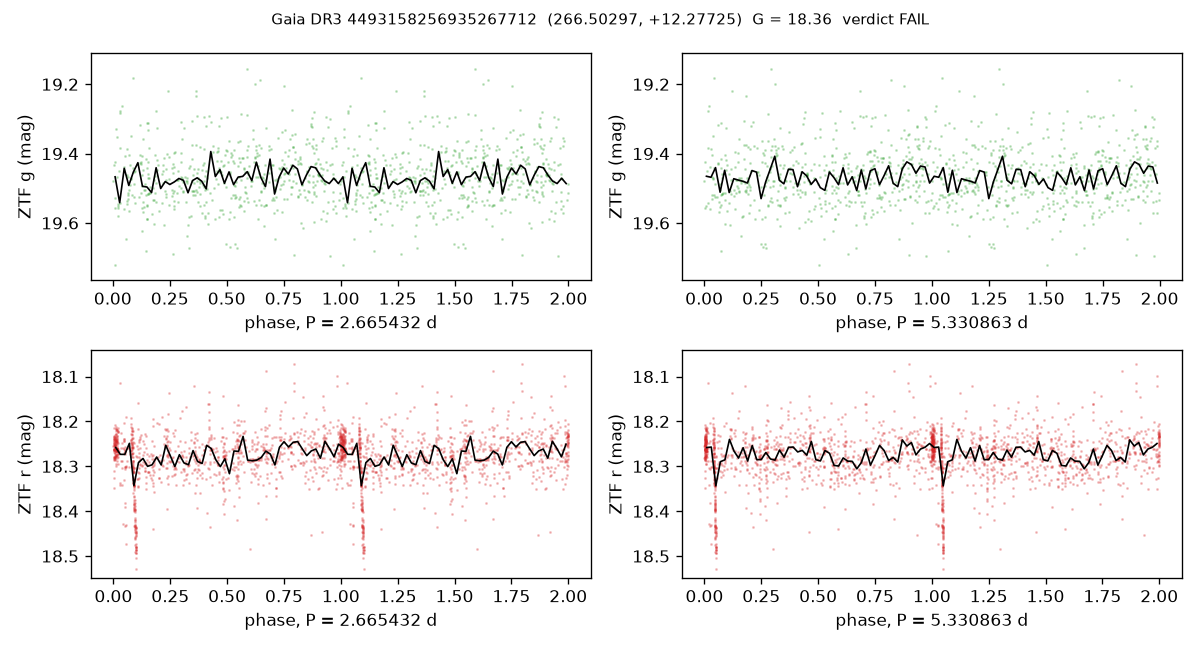 Gaia DR3 4493158256935267712  (266.50297, +12.27725)  G = 18.36  verdict FAIL
ZTF g (mag)
19.2
19.4
19.6
0.00 0.25 0.50 0.75 1.00 1.25 1.50 1.75 2.00
phase, P = 2.665432 d
ZTF g (mag)
19.2
19.4
19.6
0.00 0.25 0.50 0.75 1.00 1.25 1.50 1.75 2.00
phase, P = 5.330863 d
ZTF r (mag)
18.1
18.2
18.3
18.4
18.5
0.00 0.25 0.50 0.75 1.00 1.25 1.50 1.75 2.00
phase, P = 2.665432 d
ZTF r (mag)
18.1
18.2
18.3
18.4
18.5
0.00 0.25 0.50 0.75 1.00 1.25 1.50 1.75 2.00
phase, P = 5.330863 d